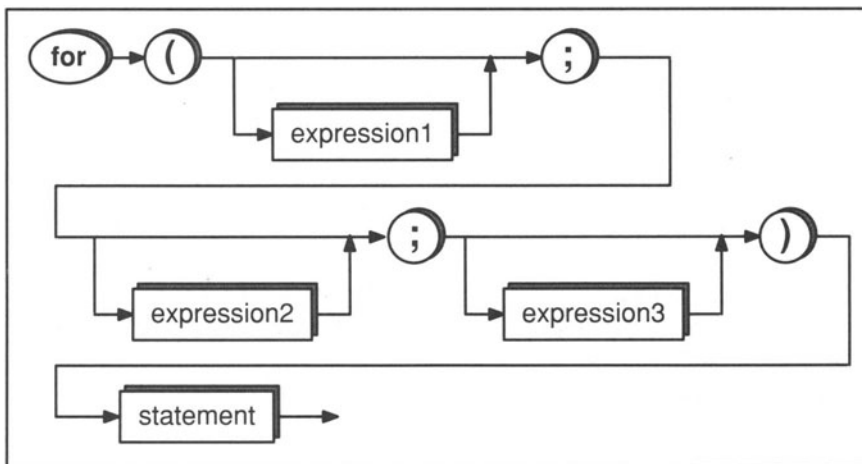 for ( ;
expression1
; )
expression2 expression3
statement